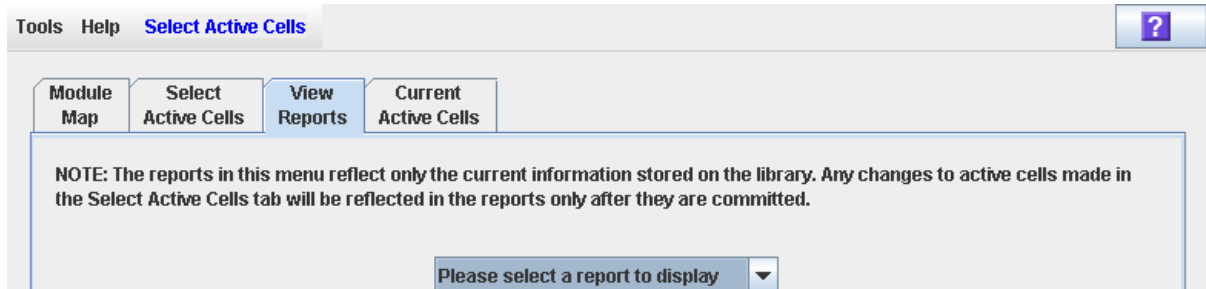 Tools Help Select Active Cells ?
Module Map Select Active Cells View Reports Current Active Cells
NOTE: The reports in this menu reflect only the current information stored on the library. Any changes to active cells made in
the Select Active Cells tab will be reflected in the reports only after they are committed.
Please select a report to display